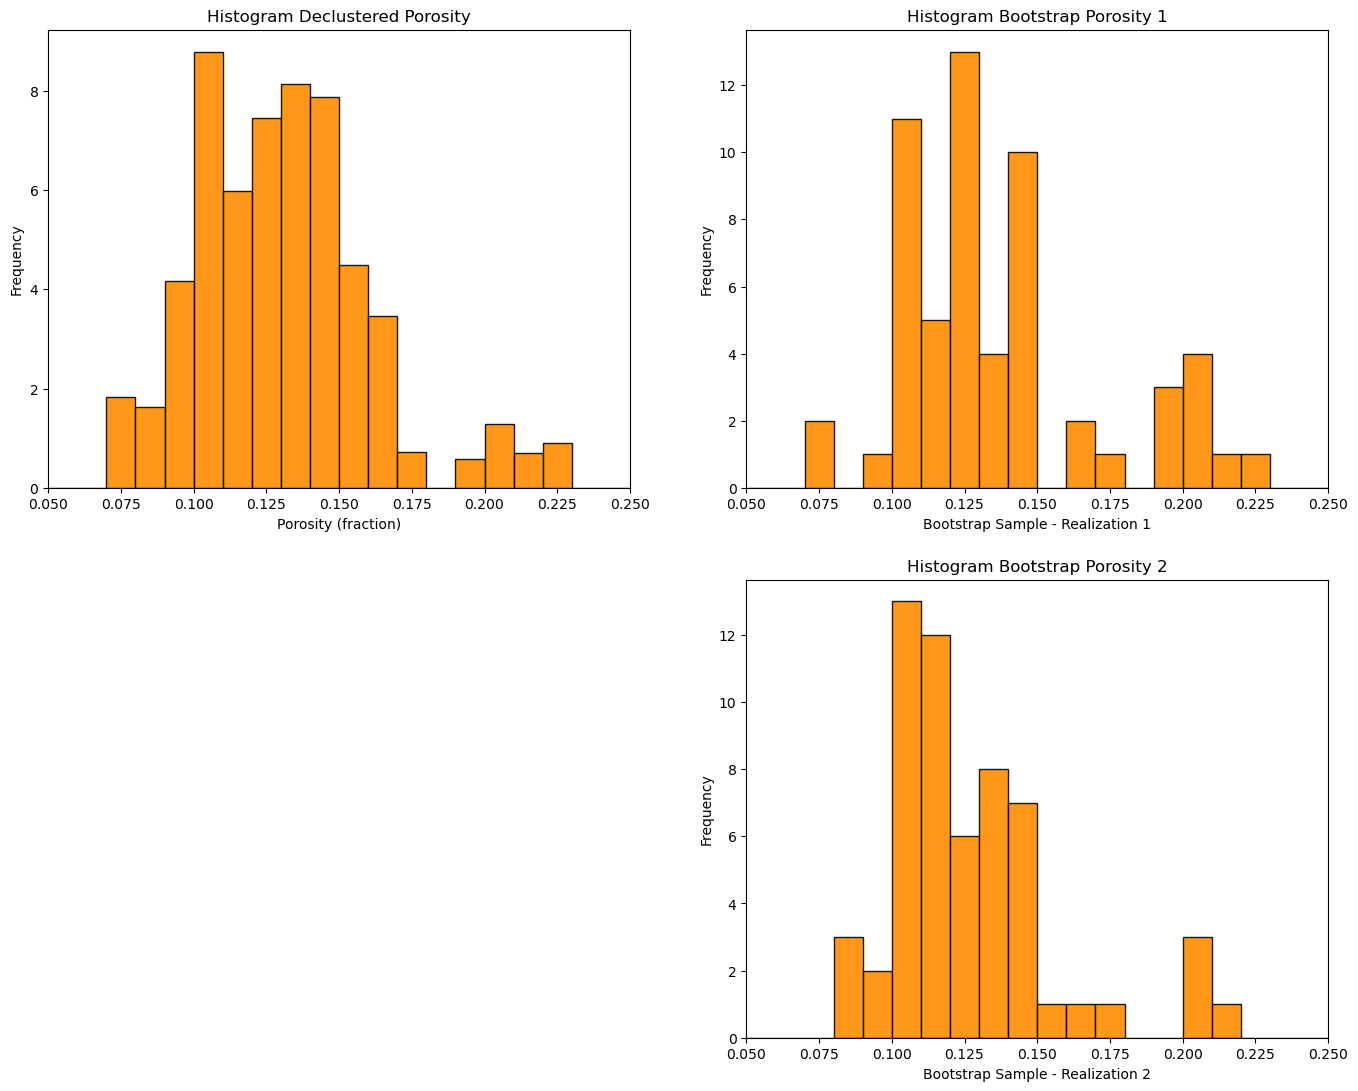 Histogram Declustered Porosity
Frequency
8
6
4
2
0
0.050 0.075 0.100 0.125 0.150 0.175 0.200 0.225 0.250
Porosity (fraction)
Histogram Bootstrap Porosity 1
Frequency
12
10
8
6
4
2
0
0.050 0.075 0.100 0.125 0.150 0.175 0.200 0.225 0.250
Bootstrap Sample - Realization 1
Histogram Bootstrap Porosity 2
Frequency
12
10
8
6
4
2
0
0.050 0.075 0.100 0.125 0.150 0.175 0.200 0.225 0.250
Bootstrap Sample - Realization 2